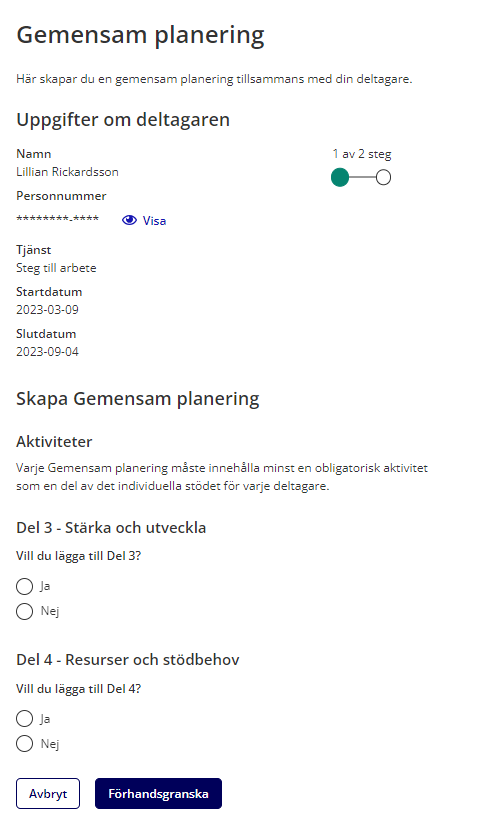 Gemensam planering
Här skapar du en gemensam planering tillsammans med din deltagare.
Uppgifter om deltagaren
Namn
Lillian Rickardsson
1 av 2 steg
Personnummer
********-****
Visa
Tjänst
Steg till arbete
Startdatum
2023-03-09
Slutdatum
2023-09-04
Skapa Gemensam planering
Aktiviteter
Varje Gemensam planering måste innehålla minst en obligatorisk aktivitet
som en del av det individuella stödet för varje deltagare.
Del 3 - Stärka och utveckla
Vill du lägga till Del 3?
Ja
Nej
Del 4 - Resurser och stödbehov
Vill du lägga till Del 4?
Ja
Nej
Avbryt
Förhandsgranska